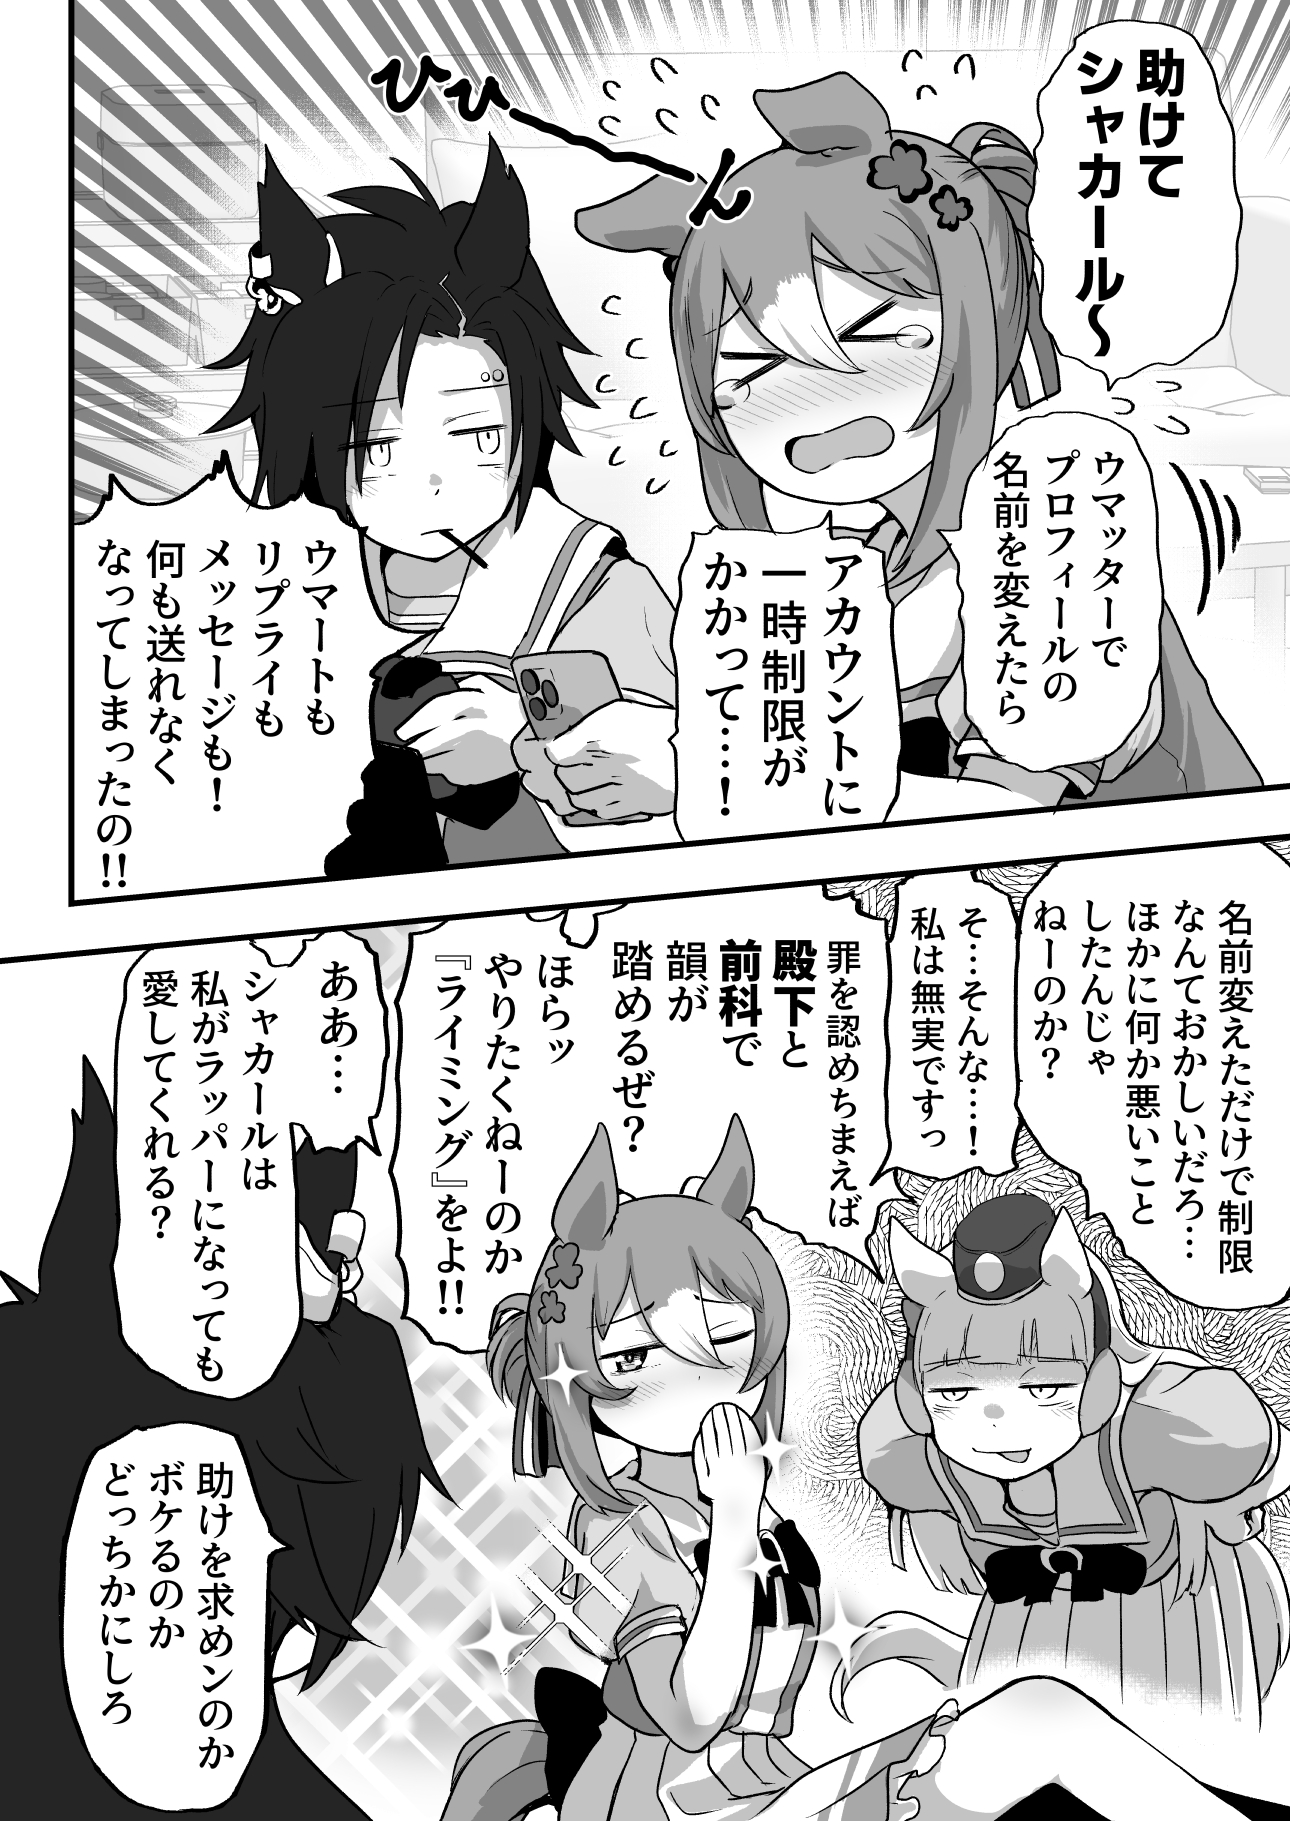 助けて
シャカール～
ひひーーん
ウマッターで
プロフィールの
名前を変えたら
アカウントに
一時制限が
かかって…！
ウマートも
リプライも
メッセージも！
何も送れなく
なってしまったの!!
名前変えただけで制限
なんておかしいだろ…
ほかに何か悪いこと
したんじゃ
ねーのか？
そ…そんな…！
私は無実ですっ
罪を認めちまえば
殿下と
前科で
韻が
踏めるぜ？
ほらッ
やりたくねーのか
『ライミング』をよ!!
ああ…
シャカールは
私がラッパーになっても
愛してくれる？
助けを求めンのか
ボケるのか
どっちかにしろ